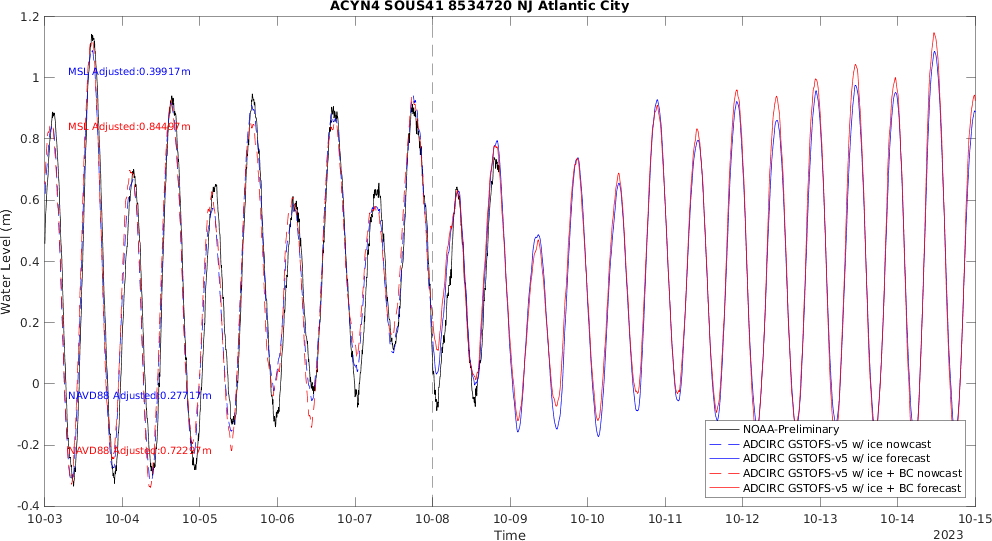 ACYN4 SOUS41 8534720 NJ Atlantic City
1.2
1
0.8
0.6
0.4
0.2
0
-0.2
-0.4
Water Level (m)
MSL Adjusted:0.39917m
MSL Adjusted:0.84497m
NAVD88 Adjusted:0.27717m
NAVD88 Adjusted:0.72297m
NOAA-Preliminary
ADCIRC GSTOFS-v5 w/ ice nowcast
ADCIRC GSTOFS-v5 w/ ice forecast
ADCIRC GSTOFS-v5 w/ ice + BC nowcast
ADCIRC GSTOFS-v5 w/ ice + BC forecast
10-03 10-04 10-05 10-06 10-07 10-08 10-09 10-10 10-11 10-12 10-13 10-14 10-15
Time
2023